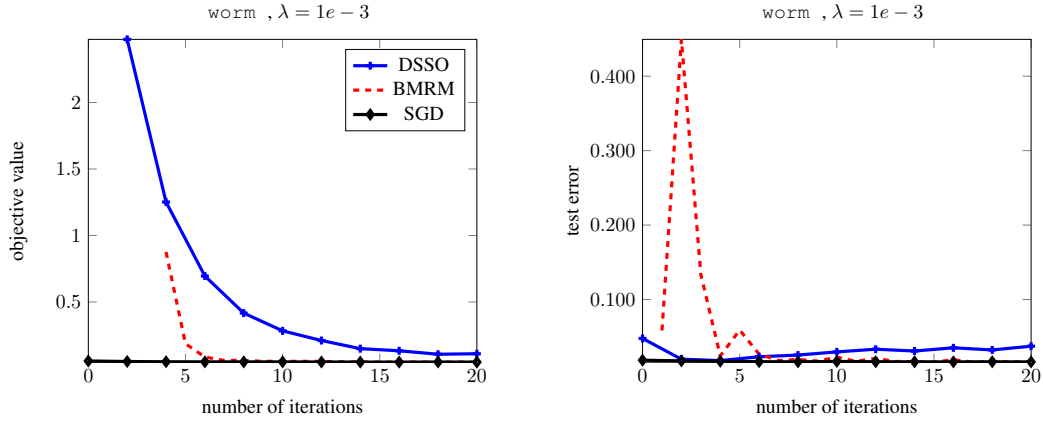 worm , λ = 1e − 3
2
1.5
1
0.5
0 5 10 15 20
objective value
number of iterations
DSSO
BMRM
SGD
worm , λ = 1e − 3
0.400
0.300
0.200
0.100
0 5 10 15 20
test error
number of iterations